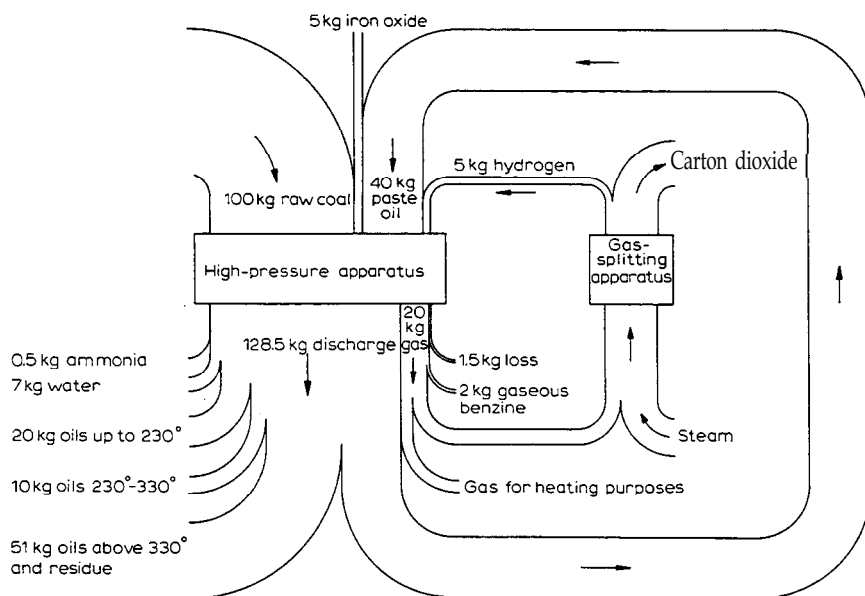 5 kg iron oxide
5 kg hydrogen
Carton dioxide
100 kg raw coal
40 kg
paste
oil
High-pressure apparatus
Gas-
splitting
apparatus
20
kg
128.5 kg discharge gas
0.5 kg ammonia
7 kg water
1.5 kg loss
2 kg gaseous
benzine
20 kg oils up to 230°
Steam
10 kg oils 230°-330°
Gas for heating purposes
51 kg oils above 330°
and residue